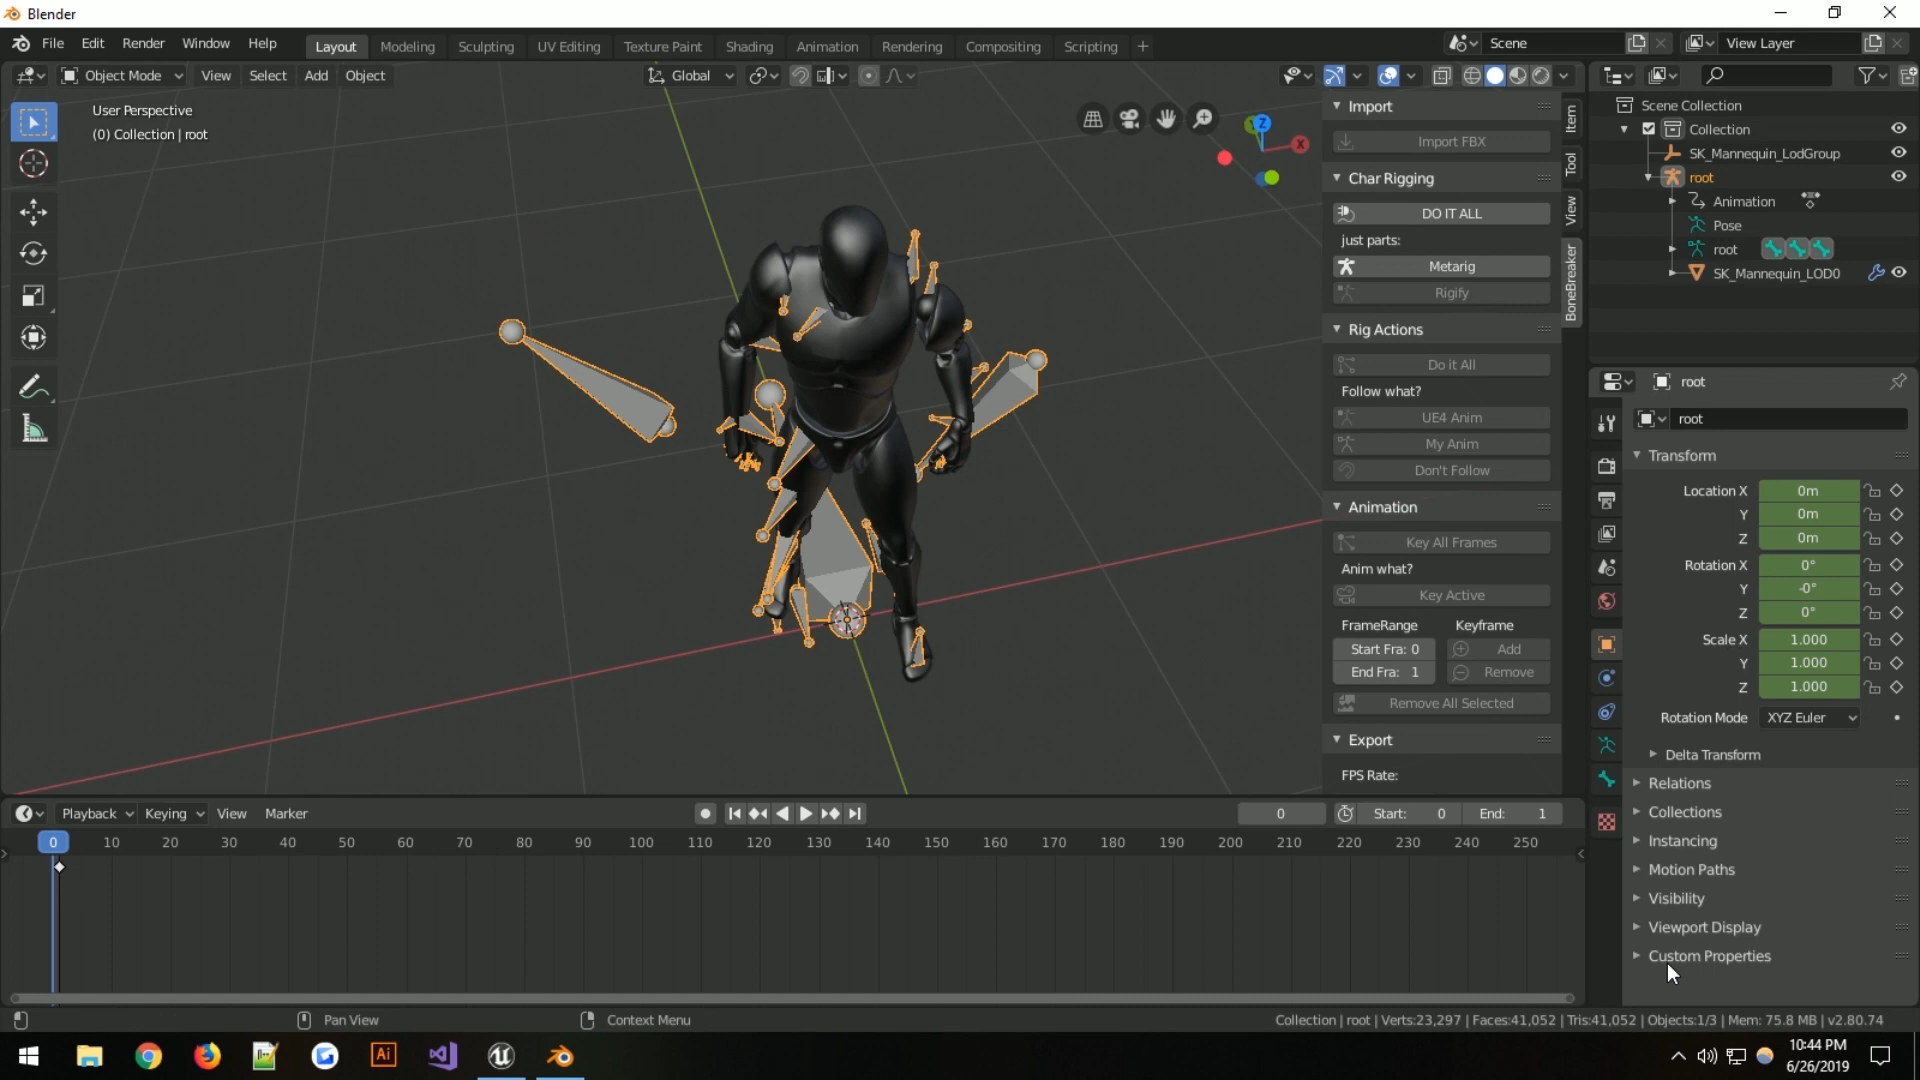 Blender
File Edit Render Window Help Layout Modeling Sculpting UV Editing Texture Paint Shading Animation Rendering Compositing Scripting + Scene View Layer
Object Mode View Select Add Object Global
User Perspective
(0) Collection | root
Z
X
Import
Import FBX
Char Rigging
DO IT ALL
just parts:
Metarig
Rigify
Rig Actions
Do it All
Follow what?
UE4 Anim
My Anim
Don't Follow
Animation
Key All Frames
Anim what?
Key Active
FrameRange Keyframe
Start Fra: 0 Add
End Fra: 1 Remove
Remove All Selected
Export
FPS Rate:
Item
Tool
View
BoneBreaker
Scene Collection
Collection
SK_Mannequin_LodGroup
root
Animation
Pose
root
SK_Mannequin_LOD0
root
root
Transform
Location X 0m
Y 0m
Z 0m
Rotation X 0°
Y -0°
Z 0°
Scale X 1.000
Y 1.000
Z 1.000
Rotation Mode XYZ Euler
Delta Transform
Relations
Collections
Instancing
Motion Paths
Visibility
Viewport Display
Custom Properties
Playback Keying View Marker 0 Start: 0 End: 1
0 10 20 30 40 50 60 70 80 90 100 110 120 130 140 150 160 170 180 190 200 210 220 230 240 250
Pan View Context Menu Collection | root | Verts:23,297 | Faces:41,052 | Tris:41,052 | Objects:1/3 | Mem: 75.8 MB | v2.80.74
Ai
10:44 PM
6/26/2019